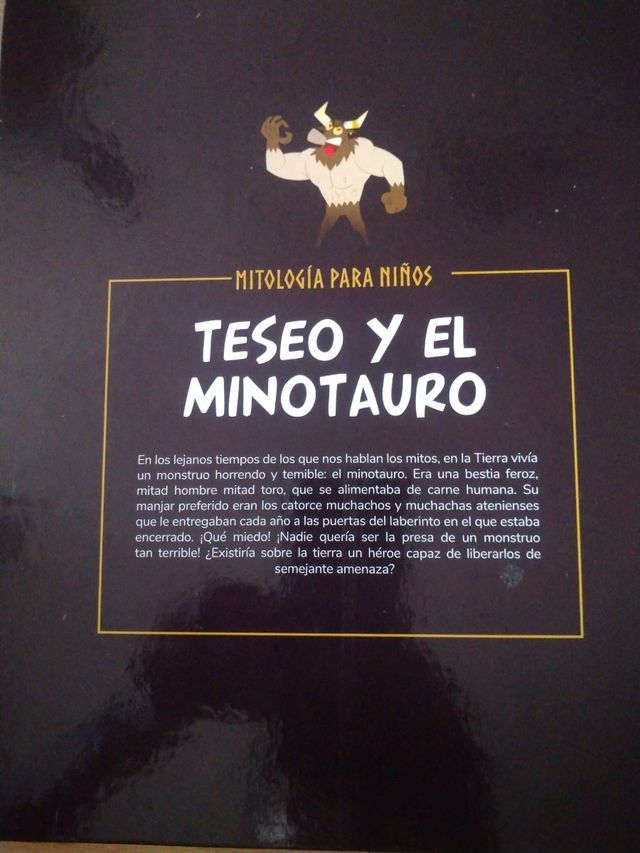 MITOLOGÍA PARA NIÑOS
TESEO Y EL
MINOTAURO
En los lejanos tiempos de los que nos hablan los mitos, en la Tierra vivía
un monstruo horrendo y temible: el minotauro. Era una bestia feroz,
mitad hombre mitad toro, que se alimentaba de carne humana. Su
manjar preferido eran los catorce muchachos y muchachas atenienses
que le entregaban cada año a las puertas del laberinto en el que estaba
encerrado. ¡Qué miedo! ¡Nadie quería ser la presa de un monstruo
tan terrible! ¿Existiría sobre la tierra un héroe capaz de liberarlos de
semejante amenaza?